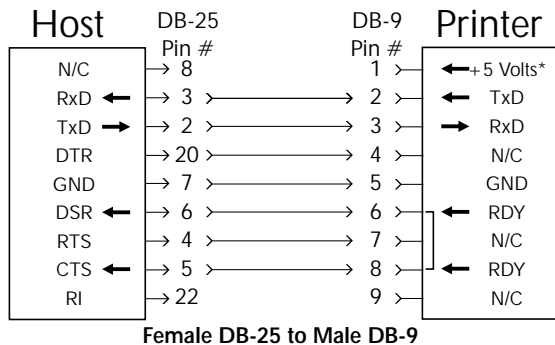 Host DB-25 DB-9 Printer
Pin # Pin #
N/C 8 1 +5 Volts*
RxD 3 2 TxD
TxD 2 3 RxD
DTR 20 4 N/C
GND 7 5 GND
DSR 6 6 RDY
RTS 4 7 N/C
CTS 5 8 RDY
RI 22 9 N/C
Female DB-25 to Male DB-9